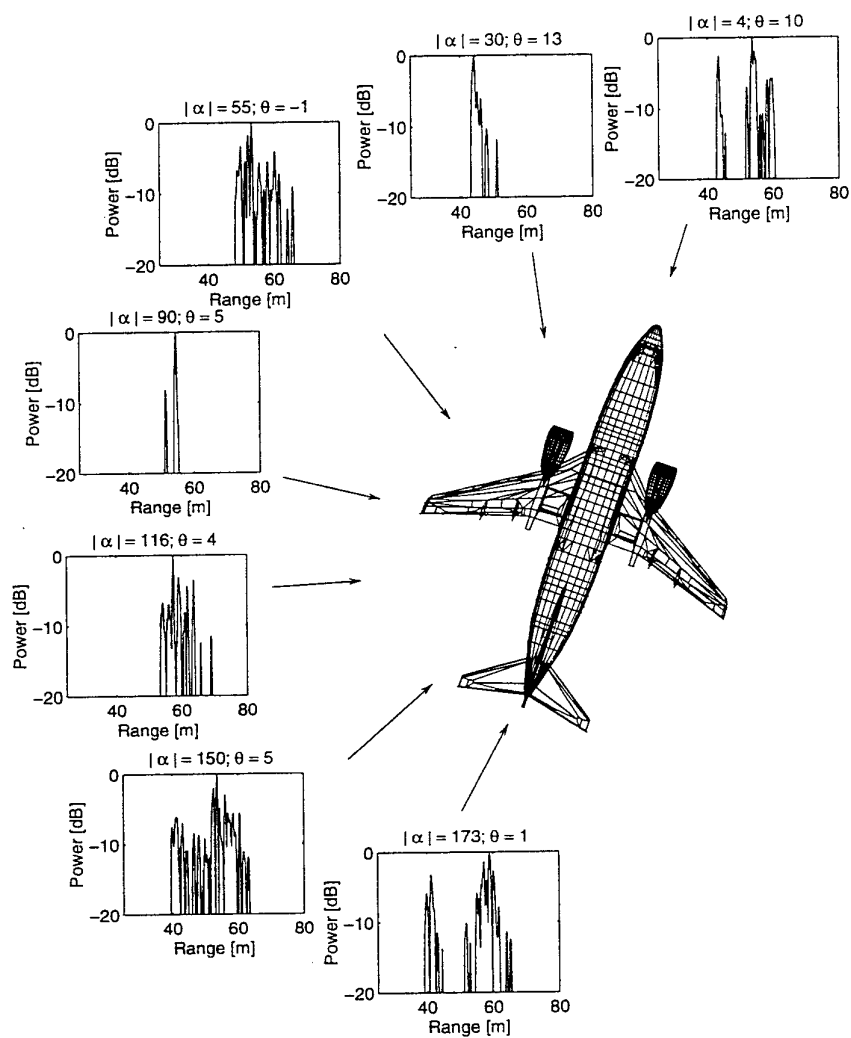 | α | = 4; θ = 10
0
−10
−20
Power [dB]
40 60 80
Range [m]
| α | = 30; θ = 13
0
−10
−20
Power [dB]
40 60 80
Range [m]
| α | = 55; θ = −1
0
−10
−20
Power [dB]
40 60 80
Range [m]
| α | = 90; θ = 5
0
−10
−20
Power [dB]
40 60 80
Range [m]
| α | = 116; θ = 4
0
−10
−20
Power [dB]
40 60 80
Range [m]
| α | = 150; θ = 5
0
−10
−20
Power [dB]
40 60 80
Range [m]
| α | = 173; θ = 1
0
−10
−20
Power [dB]
40 60 80
Range [m]